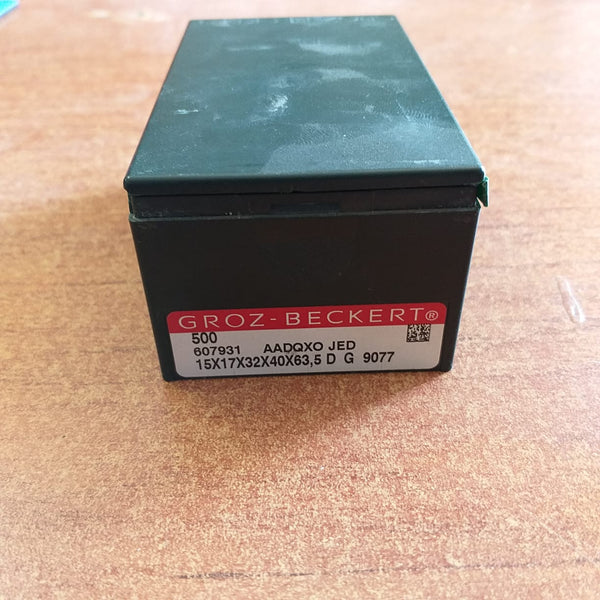 GROZ-BECKERT®
500
607931 AADQXO JED
15X17X32X40X63,5 D G 9077